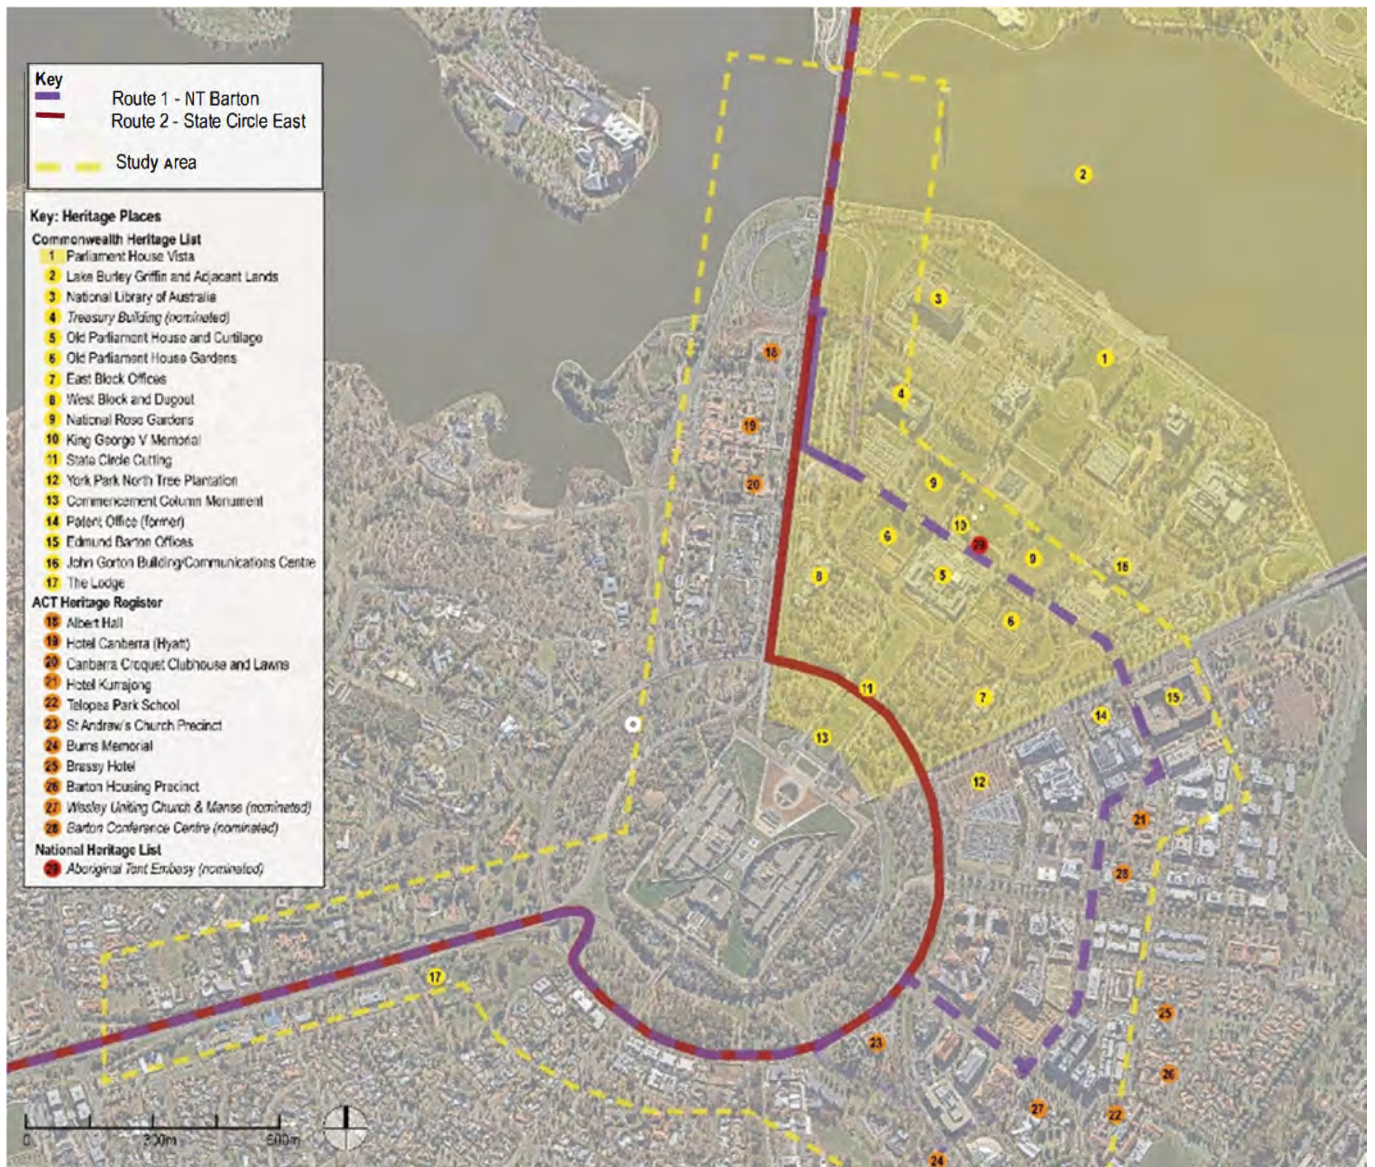 Key
Route 1 - NT Barton
Route 2 - State Circle East
Study Area
Key: Heritage Places
Commonwealth Heritage List
1 Parliament House Vista
2 Lake Burley Griffin and Adjacent Lands
3 National Library of Australia
4 Treasury Building (nominated)
5 Old Parliament House and Curtilage
6 Old Parliament House Gardens
7 East Block Offices
8 West Block and Dugout
9 National Rose Gardens
10 King George V Memorial
11 State Circle Cutting
12 York Park North Tree Plantation
13 Commencement Column Monument
14 Patent Office (former)
15 Edmund Barton Offices
16 John Gorton Building/Communications Centre
17 The Lodge
ACT Heritage Register
18 Albert Hall
19 Hotel Canberra (Hyatt)
20 Canberra Croquet Clubhouse and Lawns
21 Hotel Kurrajong
22 Telopea Park School
23 St Andrew's Church Precinct
24 Burns Memorial
25 Brassy Hotel
26 Barton Housing Precinct
27 Wesley Uniting Church & Manse (nominated)
28 Barton Conference Centre (nominated)
National Heritage List
29 Aboriginal Tent Embassy (nominated)
2
3
1
18
4
19
20
9
10
6
29
9
16
8
5
6
11
7
15
14
13
12
21
28
17
25
23
26
27
22
24
0 300m 600m